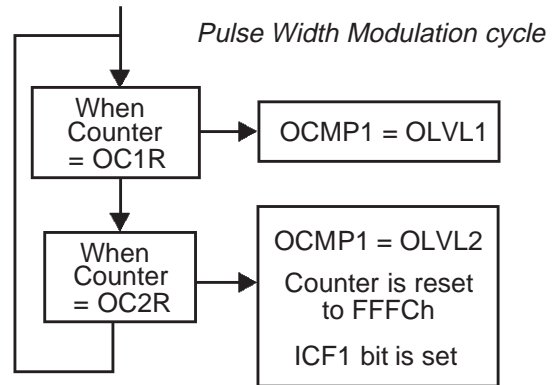 Pulse Width Modulation cycle
When
Counter
= OC1R
OCMP1 = OLVL1
When
Counter
= OC2R
OCMP1 = OLVL2
Counter is reset
to FFFCh
ICF1 bit is set